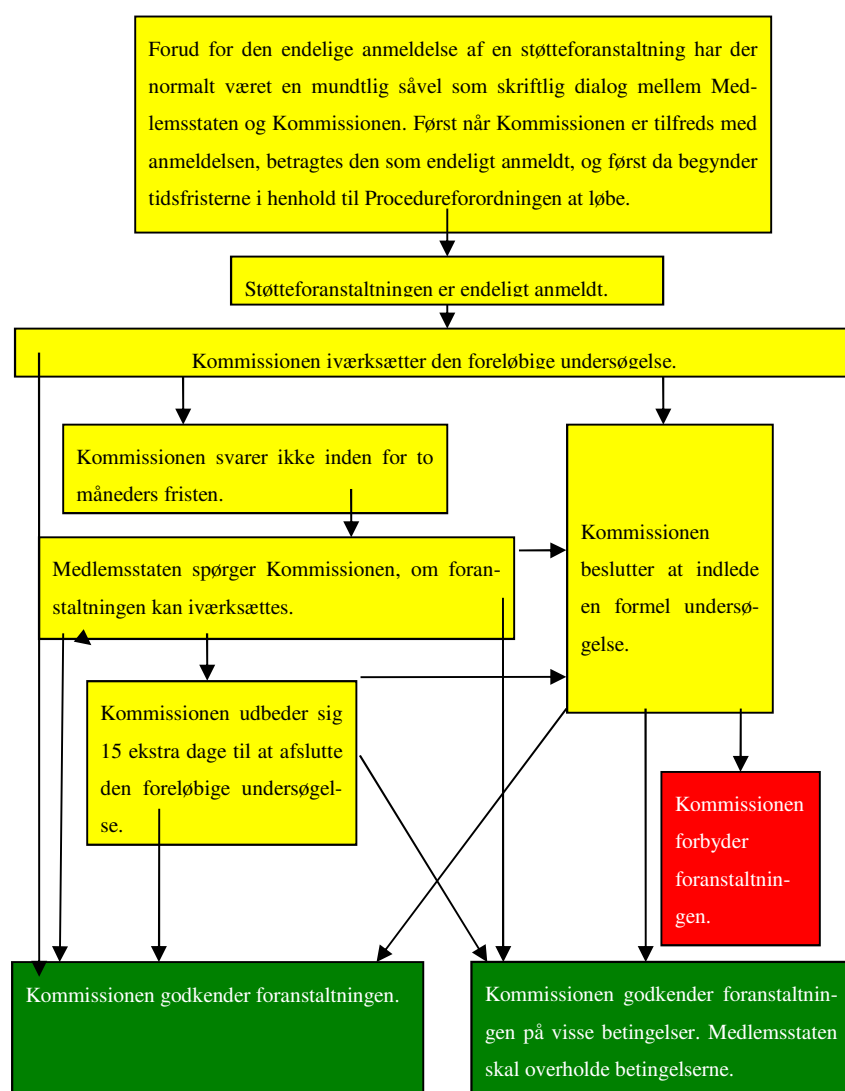 Forud for den endelige anmeldelse af en støtteforanstaltning har der
normalt været en mundtlig såvel som skriftlig dialog mellem Med-
lemsstaten og Kommissionen. Først når Kommissionen er tilfreds med
anmeldelsen, betragtes den som endeligt anmeldt, og først da begynder
tidsfristerne i henhold til Procedureforordningen at løbe.
Støtteforanstaltningen er endeligt anmeldt.
Kommissionen iværksætter den foreløbige undersøgelse.
Kommissionen svarer ikke inden for to
måneders fristen.
Medlemsstaten spørger Kommissionen, om foran-
staltningen kan iværksættes.
Kommissionen
beslutter at indlede
en formel undersø-
gelse.
Kommissionen udbeder sig
15 ekstra dage til at afslutte
den foreløbige undersøgel-
se.
Kommissionen
forbyder
foranstaltnin-
gen.
Kommissionen godkender foranstaltningen.
Kommissionen godkender foranstaltnin-
gen på visse betingelser. Medlemsstaten
skal overholde betingelserne.